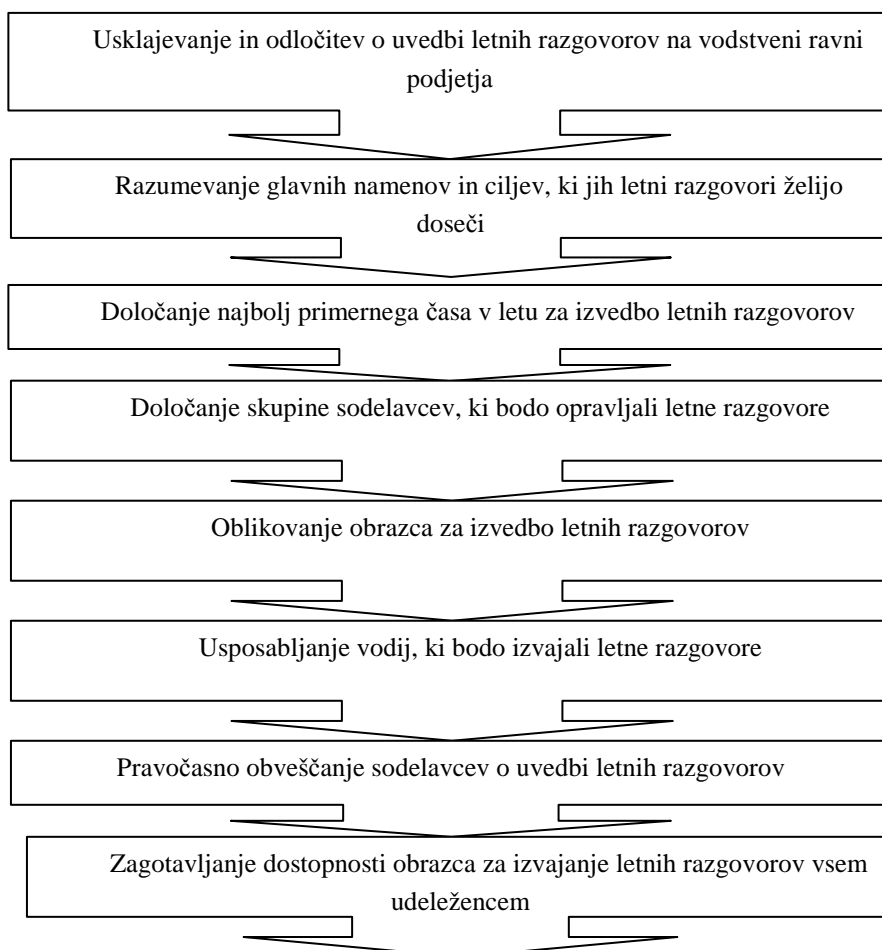 Usklajevanje in odločitev o uvedbi letnih razgovorov na vodstveni ravni
podjetja
Razumevanje glavnih namenov in ciljev, ki jih letni razgovori želijo
doseči
Določanje najbolj primernega časa v letu za izvedbo letnih razgovorov
Določanje skupine sodelavcev, ki bodo opravljali letne razgovore
Oblikovanje obrazca za izvedbo letnih razgovorov
Usposabljanje vodij, ki bodo izvajali letne razgovore
Pravočasno obveščanje sodelavcev o uvedbi letnih razgovorov
Zagotavljanje dostopnosti obrazca za izvajanje letnih razgovorov vsem
udeležencem